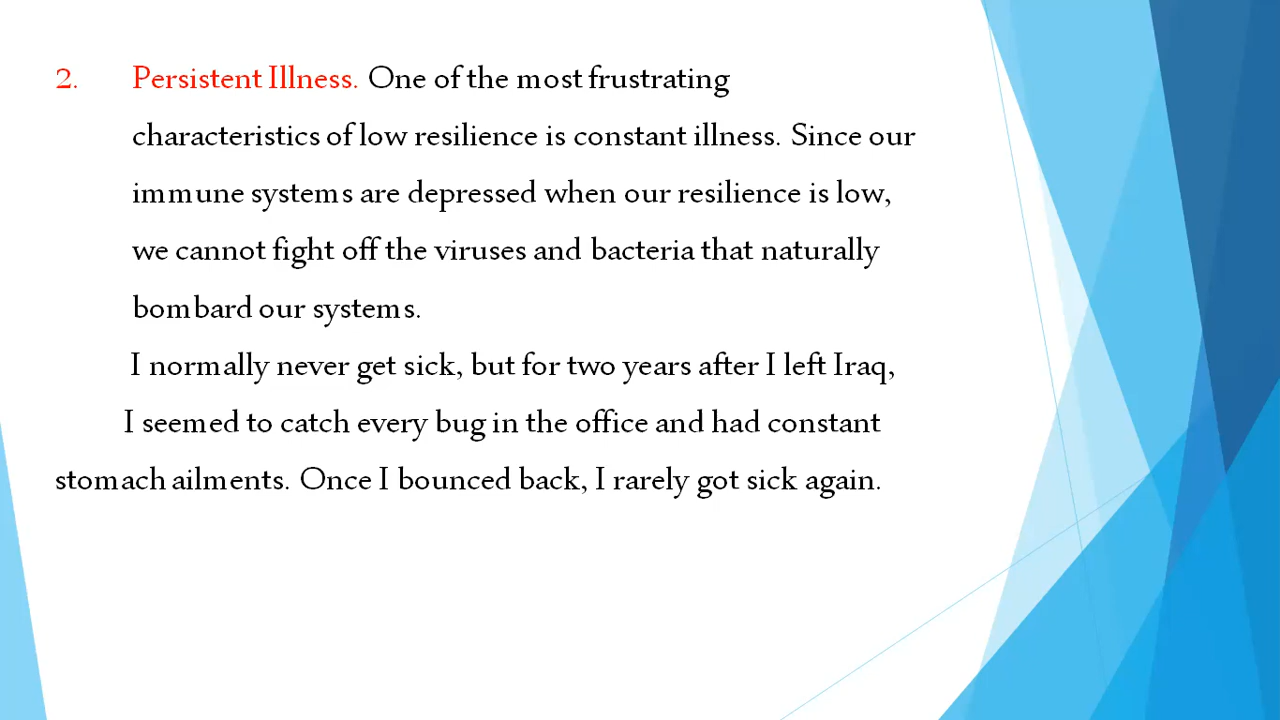 2. Persistent Illness. One of the most frustrating
characteristics of low resilience is constant illness. Since our
immune systems are depressed when our resilience is low,
we cannot fight off the viruses and bacteria that naturally
bombard our systems.
I normally never get sick, but for two years after I left Iraq,
I seemed to catch every bug in the office and had constant
stomach ailments. Once I bounced back, I rarely got sick again.